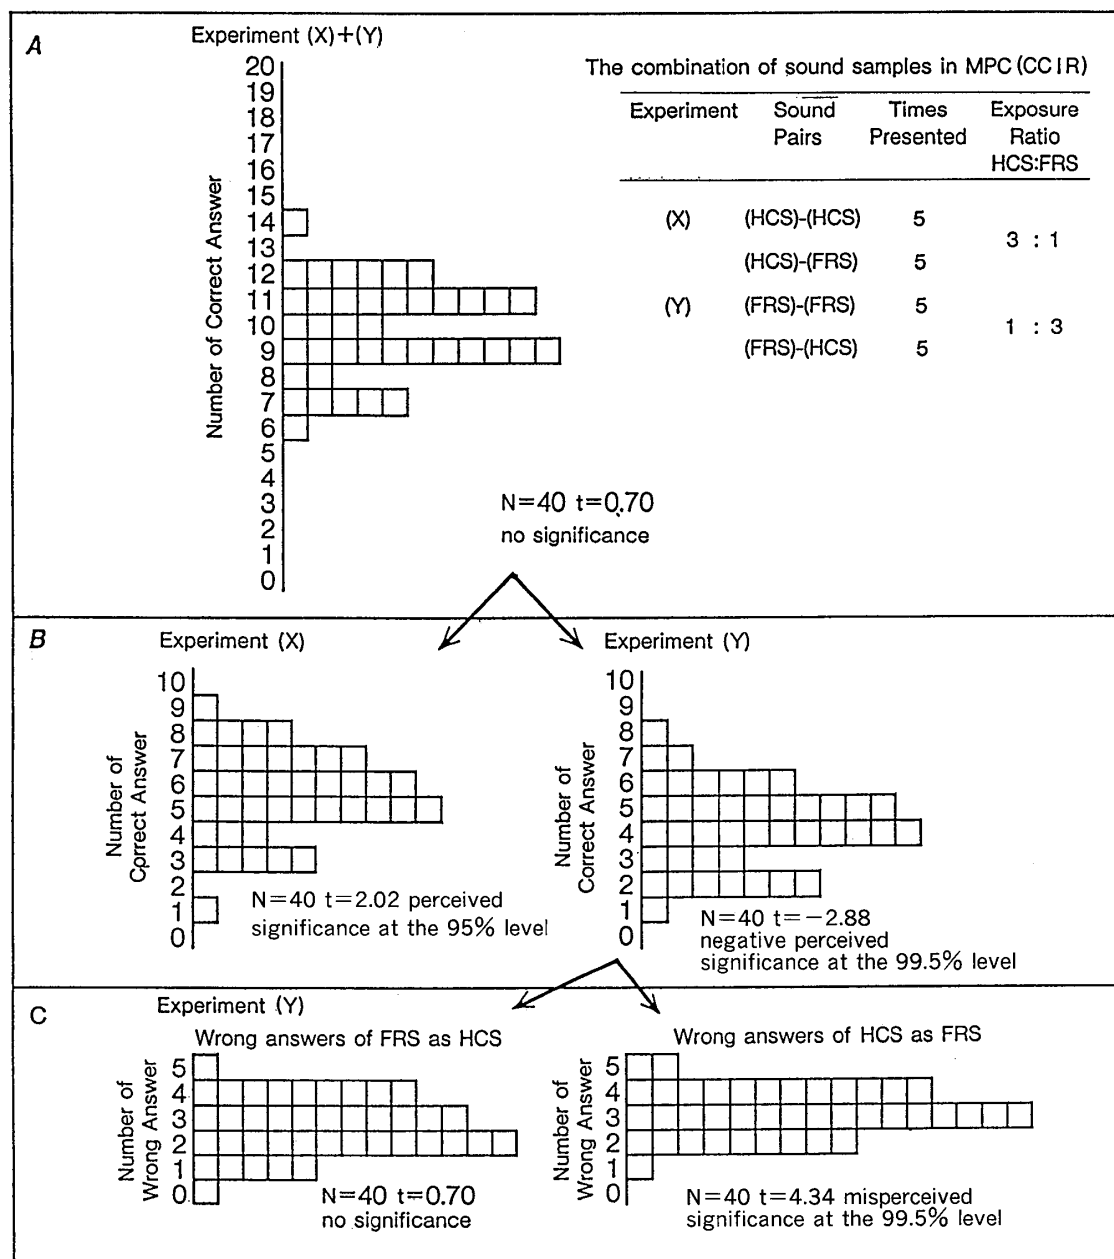 A
Experiment (X)+(Y)
20
19
18
17
16
15
14
13
12
11
10
9
8
7
6
5
4
3
2
1
0
Number of Correct Answer
The combination of sound samples in MPC (CCIR)
Experiment Sound Pairs Times Presented Exposure Ratio HCS:FRS
(X) (HCS)-(HCS) 5
3 : 1
(HCS)-(FRS) 5
(Y) (FRS)-(FRS) 5
1 : 3
(FRS)-(HCS) 5
N=40 t=0.70
no significance
B
Experiment (X)
10
9
8
7
6
5
4
3
2
1
0
Number of
Correct Answer
N=40 t=2.02 perceived
significance at the 95% level
Experiment (Y)
10
9
8
7
6
5
4
3
2
1
0
Number of
Correct Answer
N=40 t=-2.88
negative perceived
significance at the 99.5% level
C
Experiment (Y)
Wrong answers of FRS as HCS
5
4
3
2
1
0
Number of
Wrong Answer
N=40 t=0.70
no significance
Wrong answers of HCS as FRS
5
4
3
2
1
0
Number of
Wrong Answer
N=40 t=4.34 misperceived
significance at the 99.5% level